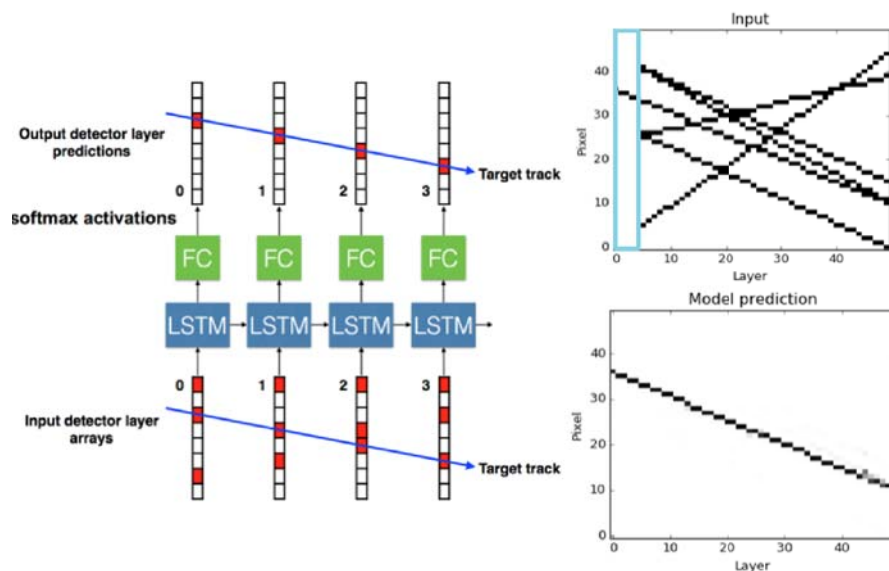 Output detector layer
predictions
0
1
2
3
Target track
softmax activations
FC
FC
FC
FC
LSTM
LSTM
LSTM
LSTM
0
1
2
3
Input detector layer
arrays
Target track
Input
Pixel
40
30
20
10
0
0 10 20 30 40
Layer
Model prediction
Pixel
40
30
20
10
0
0 10 20 30 40
Layer